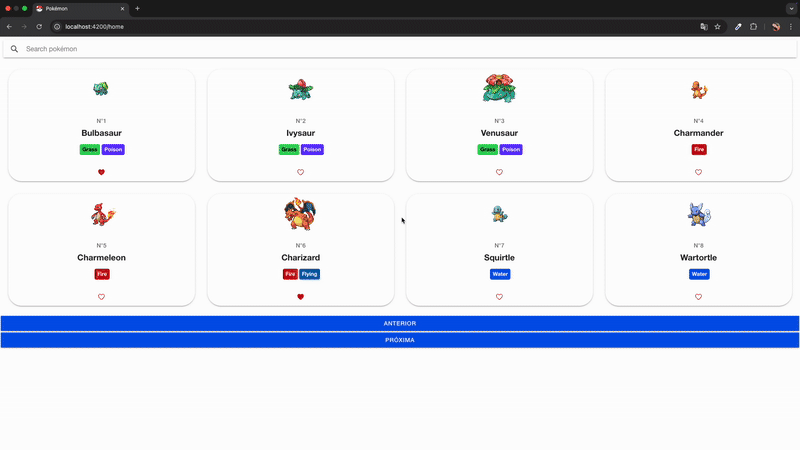 Pokémon
localhost:4200/home
Search pokémon
N°1
Bulbasaur
Grass Poison
N°2
Ivysaur
Grass Poison
N°3
Venusaur
Grass Poison
N°4
Charmander
Fire
N°5
Charmeleon
Fire
N°6
Charizard
Fire Flying
N°7
Squirtle
Water
N°8
Wartortle
Water
ANTERIOR
PRÓXIMA